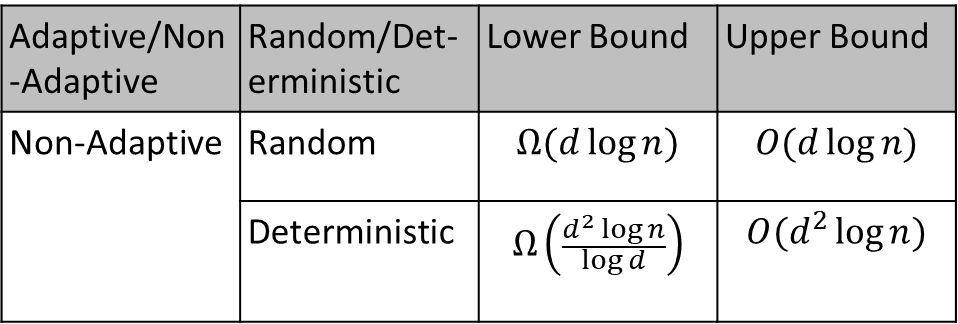 Adaptive/Non
-Adaptive
Random/Det-
erministic
Lower Bound
Upper Bound
Non-Adaptive
Random
Ω(d log n)
O(d log n)
Deterministic
Ω(d² log n / log d)
O(d² log n)